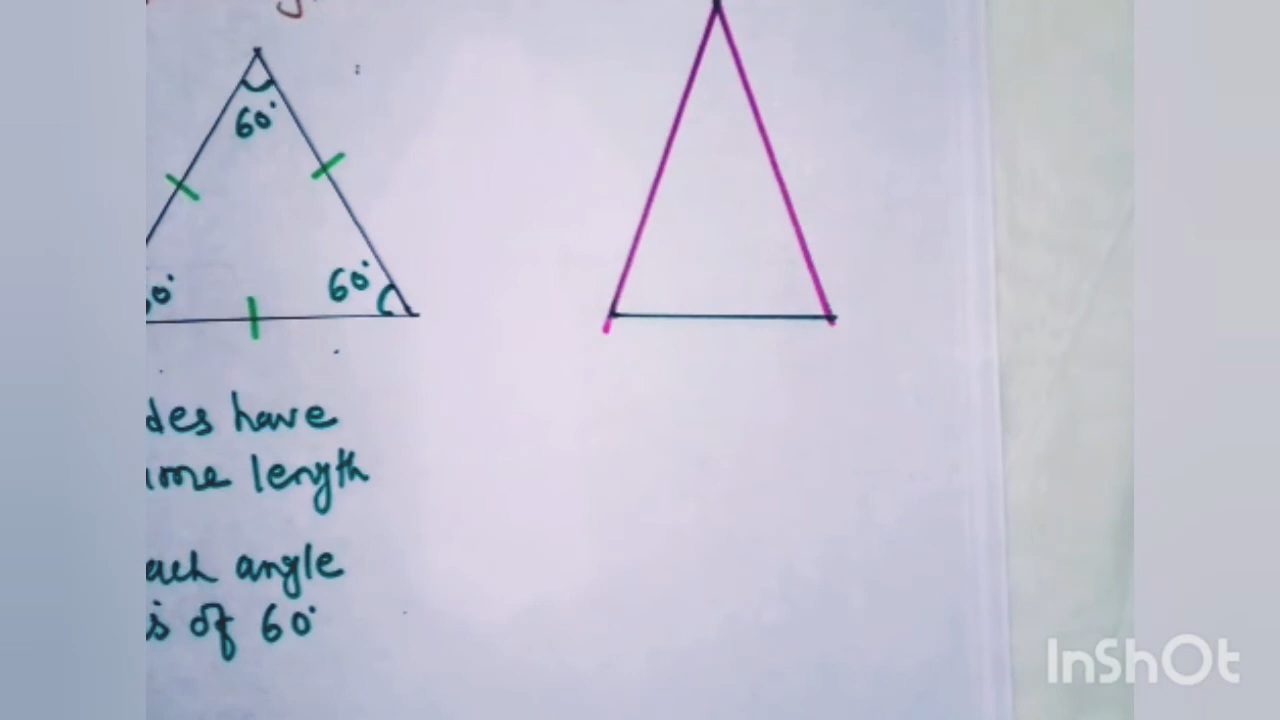 60°
60°
des have
ame length
ach angle
is of 60°
InShOt